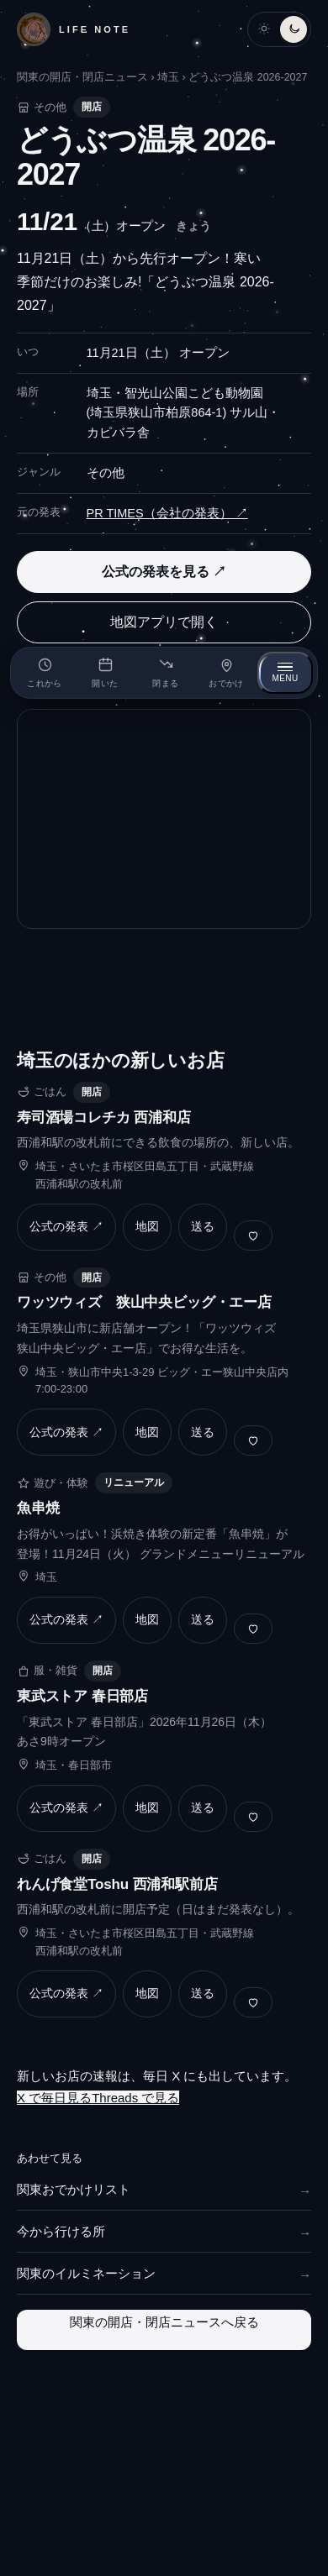 LIFE NOTE
関東の開店・閉店ニュース › 埼玉 › どうぶつ温泉 2026-2027
その他 開店
どうぶつ温泉 2026-
2027
11/21 （土）オープン きょう
11月21日（土）から先行オープン！寒い
季節だけのお楽しみ!「どうぶつ温泉 2026-
2027」
いつ 11月21日（土） オープン
場所 埼玉・智光山公園こども動物園
(埼玉県狭山市柏原864-1) サル山・
カピバラ舎
ジャンル その他
元の発表 PR TIMES（会社の発表） ↗
公式の発表を見る ↗
地図アプリで開く
これから 開いた 閉まる おでかけ MENU
埼玉のほかの新しいお店
ごはん 開店
寿司酒場コレチカ 西浦和店
西浦和駅の改札前にできる飲食の場所の、新しい店。
埼玉・さいたま市桜区田島五丁目・武蔵野線
西浦和駅の改札前
公式の発表 ↗ 地図 送る
その他 開店
ワッツウィズ　狭山中央ビッグ・エー店
埼玉県狭山市に新店舗オープン！「ワッツウィズ
狭山中央ビッグ・エー店」でお得な生活を。
埼玉・狭山市中央1-3-29 ビッグ・エー狭山中央店内
7:00-23:00
公式の発表 ↗ 地図 送る
遊び・体験 リニューアル
魚串焼
お得がいっぱい！浜焼き体験の新定番「魚串焼」が
登場！11月24日（火） グランドメニューリニューアル
埼玉
公式の発表 ↗ 地図 送る
服・雑貨 開店
東武ストア 春日部店
「東武ストア 春日部店」2026年11月26日（木）
あさ9時オープン
埼玉・春日部市
公式の発表 ↗ 地図 送る
ごはん 開店
れんげ食堂Toshu 西浦和駅前店
西浦和駅の改札前に開店予定（日はまだ発表なし）。
埼玉・さいたま市桜区田島五丁目・武蔵野線
西浦和駅の改札前
公式の発表 ↗ 地図 送る
新しいお店の速報は、毎日 X にも出しています。
X で毎日見るThreads で見る
あわせて見る
関東おでかけリスト →
今から行ける所 →
関東のイルミネーション →
関東の開店・閉店ニュースへ戻る